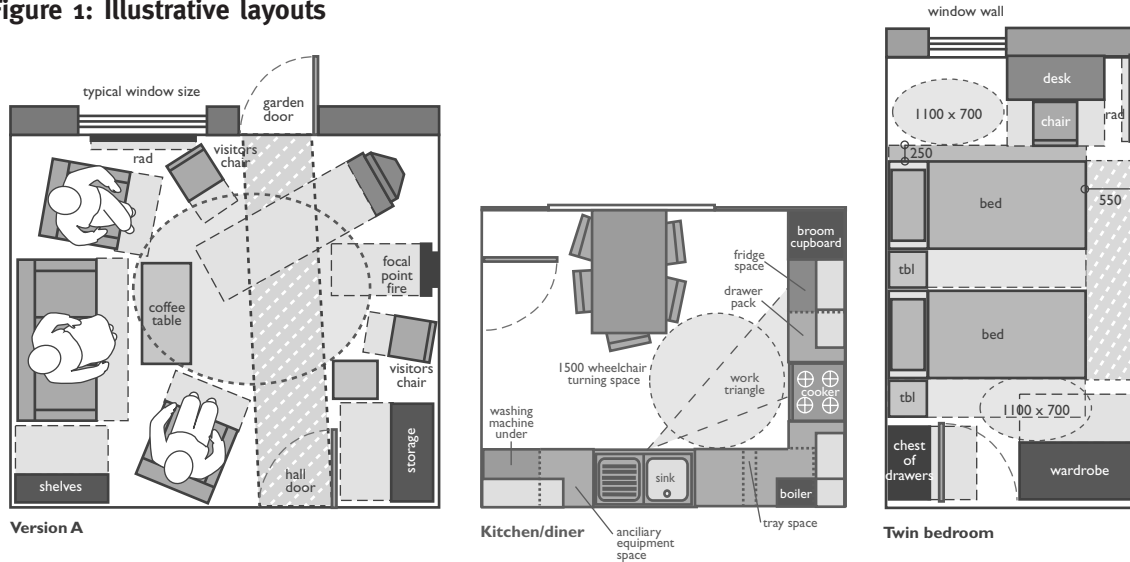 igure 1: Illustrative layouts
typical window size
garden
door
rad
visitors
chair
focal
point
fire
coffee
table
visitors
chair
shelves
hall
door
storage
Version A
broom
cupboard
fridge
space
drawer
pack
1500 wheelchair
turning space
work
triangle
cooker
washing
machine
under
sink
boiler
tray space
anciliary
equipment
space
Kitchen/diner
window wall
desk
1100 x 700
chair
rad
250
bed
550
tbl
bed
tbl
1100 x 700
chest
of
drawers
wardrobe
Twin bedroom